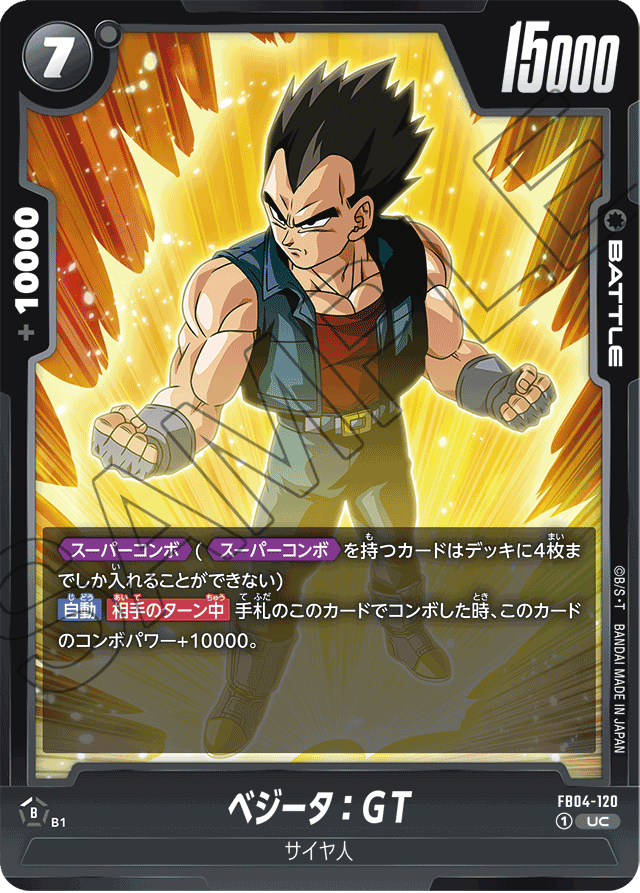 7
15000
+ 10000
BATTLE
SAMPLE
スーパーコンボ ( スーパーコンボ を持つカードはデッキに4枚ま
でしか入れることができない)
自動 相手のターン中 手札のこのカードでコンボした時、このカード
のコンボパワー+10000。
©B/S・T BANDAI MADE IN JAPAN
B B1
ベジータ：GT
FB04-120
1 UC
サイヤ人